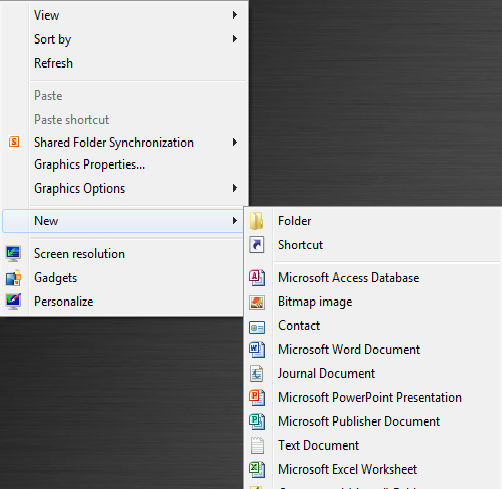 View
Sort by
Refresh
Paste
Paste shortcut
Shared Folder Synchronization
Graphics Properties...
Graphics Options
New
Screen resolution
Gadgets
Personalize
Folder
Shortcut
Microsoft Access Database
Bitmap image
Contact
Microsoft Word Document
Journal Document
Microsoft PowerPoint Presentation
Microsoft Publisher Document
Text Document
Microsoft Excel Worksheet